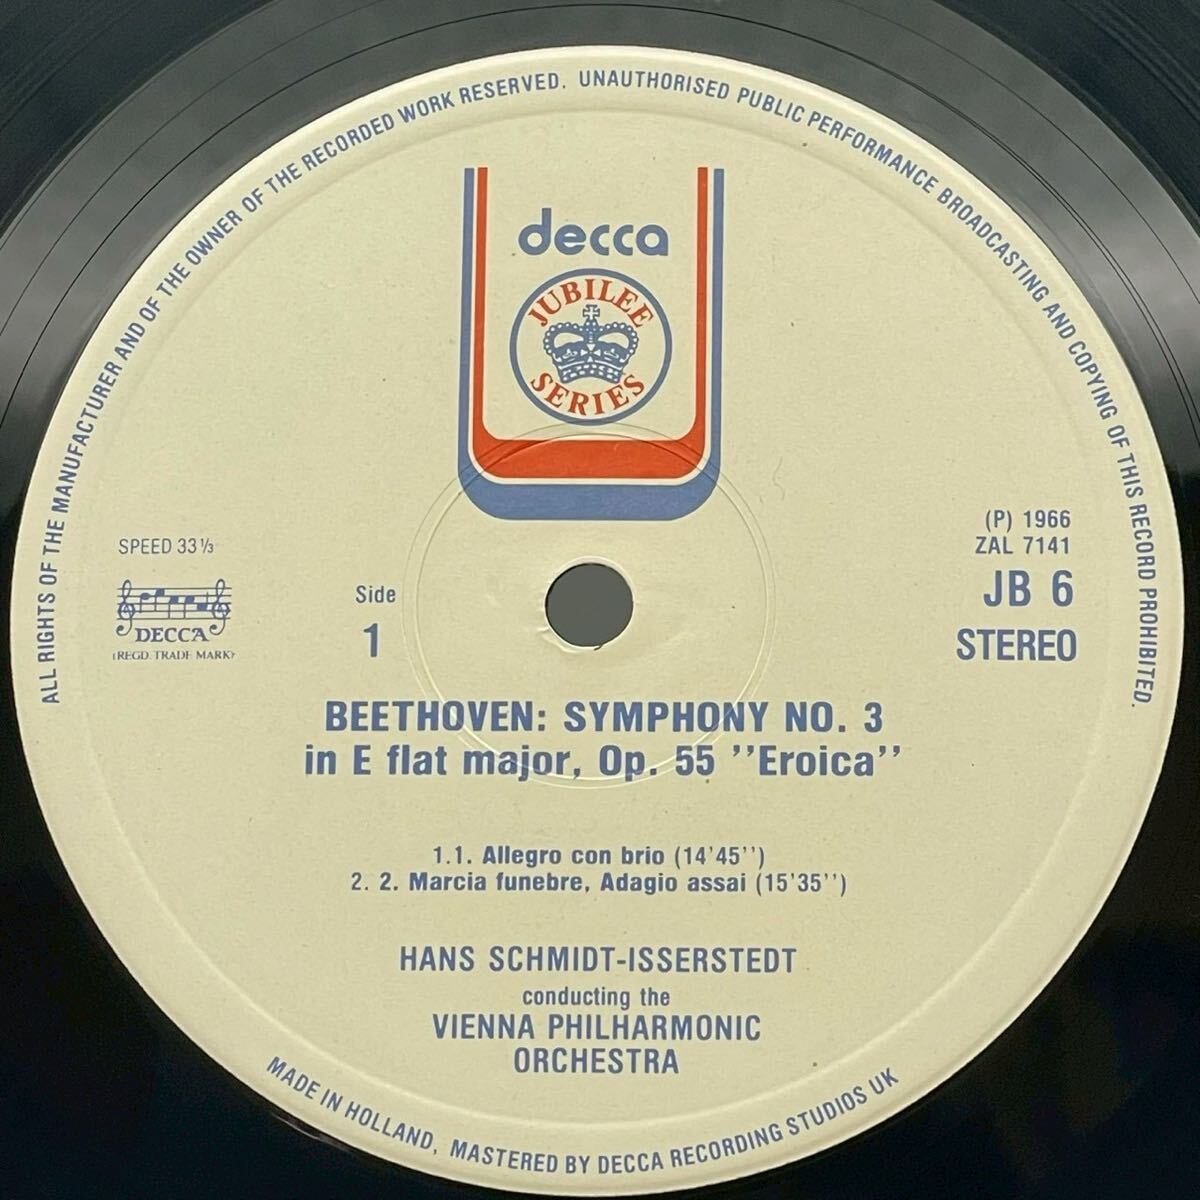 ALL RIGHTS OF THE MANUFACTURER AND OF THE OWNER OF THE RECORDED WORK RESERVED. UNAUTHORISED PUBLIC PERFORMANCE BROADCASTING AND COPYING OF THIS RECORD PROHIBITED.
decca
JUBILEE
SERIES
(P) 1966
ZAL 7141
JB 6
STEREO
SPEED 33⅓
DECCA
(REGD. TRADE MARK)
Side
1
BEETHOVEN: SYMPHONY NO. 3
in E flat major, Op. 55 ''Eroica''
1.1. Allegro con brio (14'45'')
2. 2. Marcia funebre, Adagio assai (15'35'')
HANS SCHMIDT-ISSERSTEDT
conducting the
VIENNA PHILHARMONIC
ORCHESTRA
MADE IN HOLLAND, MASTERED BY DECCA RECORDING STUDIOS UK